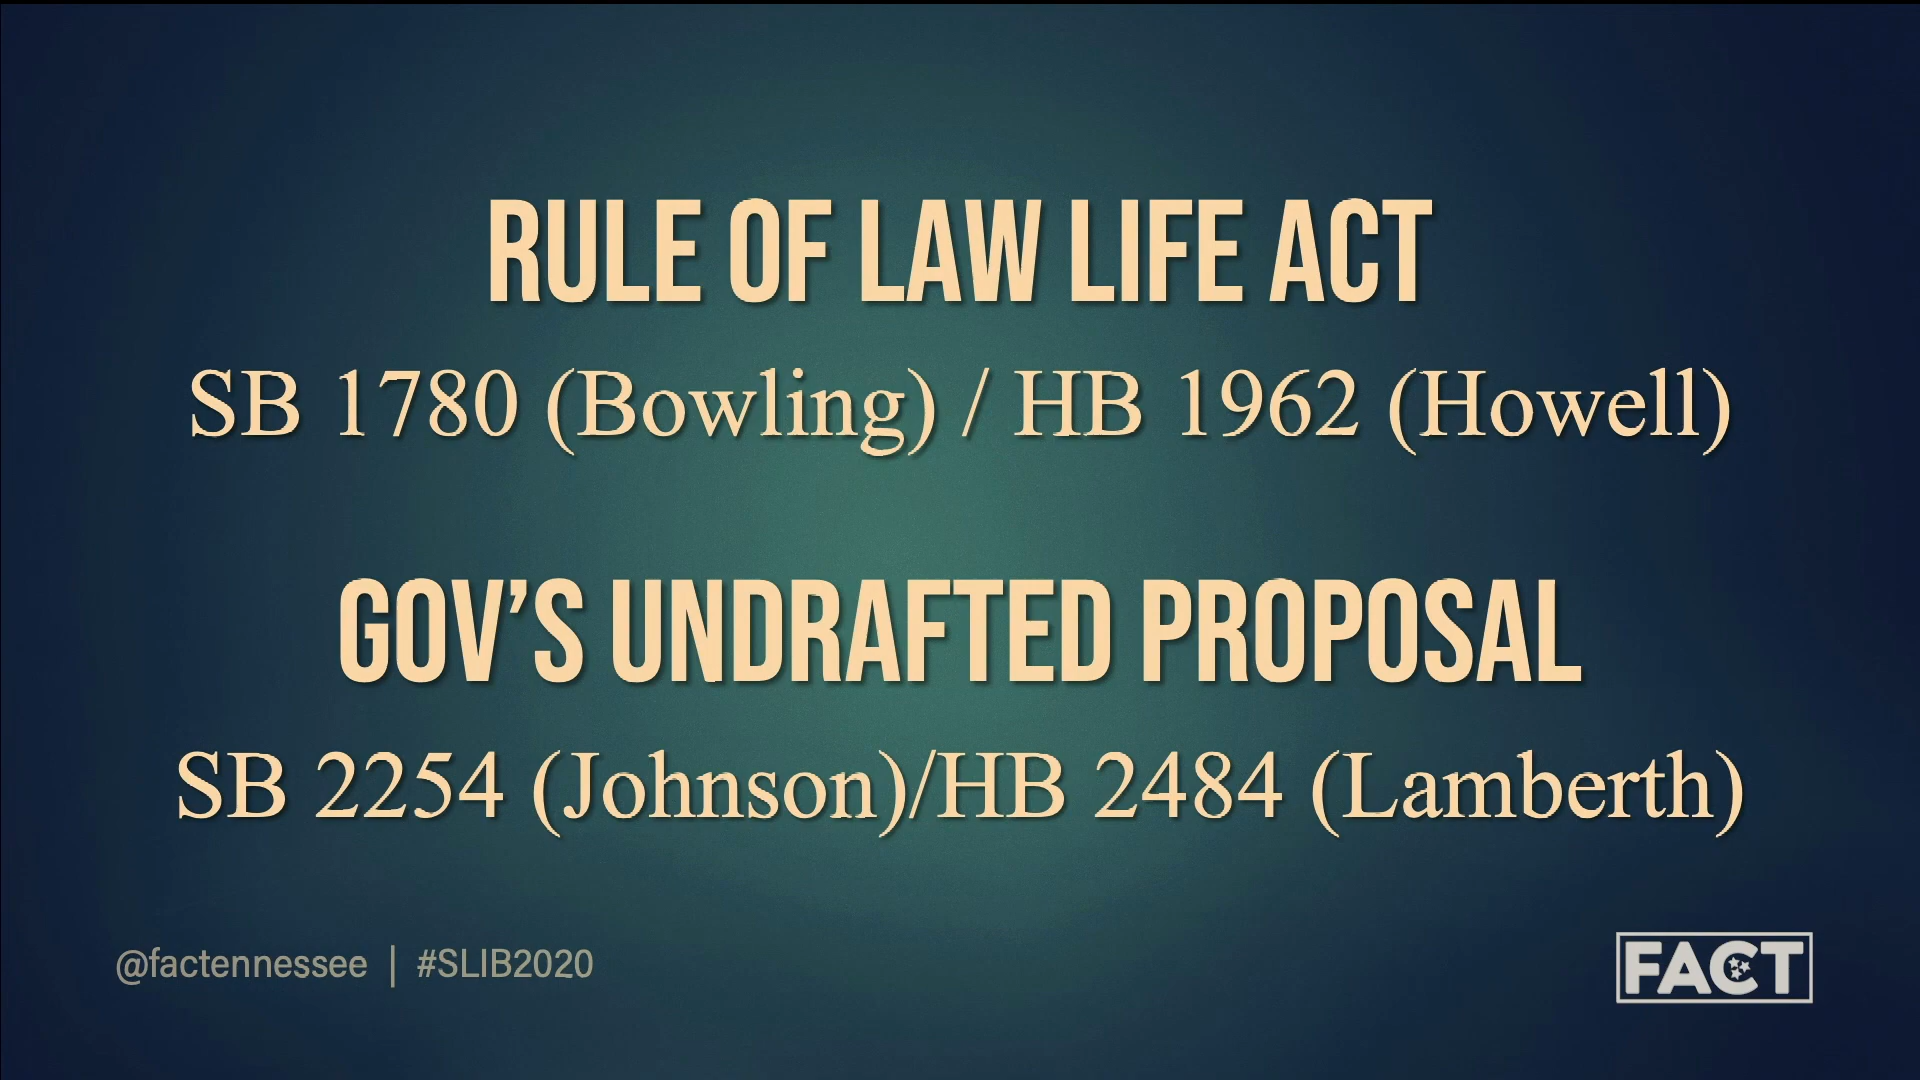 RULE OF LAW LIFE ACT
SB 1780 (Bowling) / HB 1962 (Howell)
GOV’S UNDRAFTED PROPOSAL
SB 2254 (Johnson)/HB 2484 (Lamberth)
@factennessee | #SLIB2020
FACT